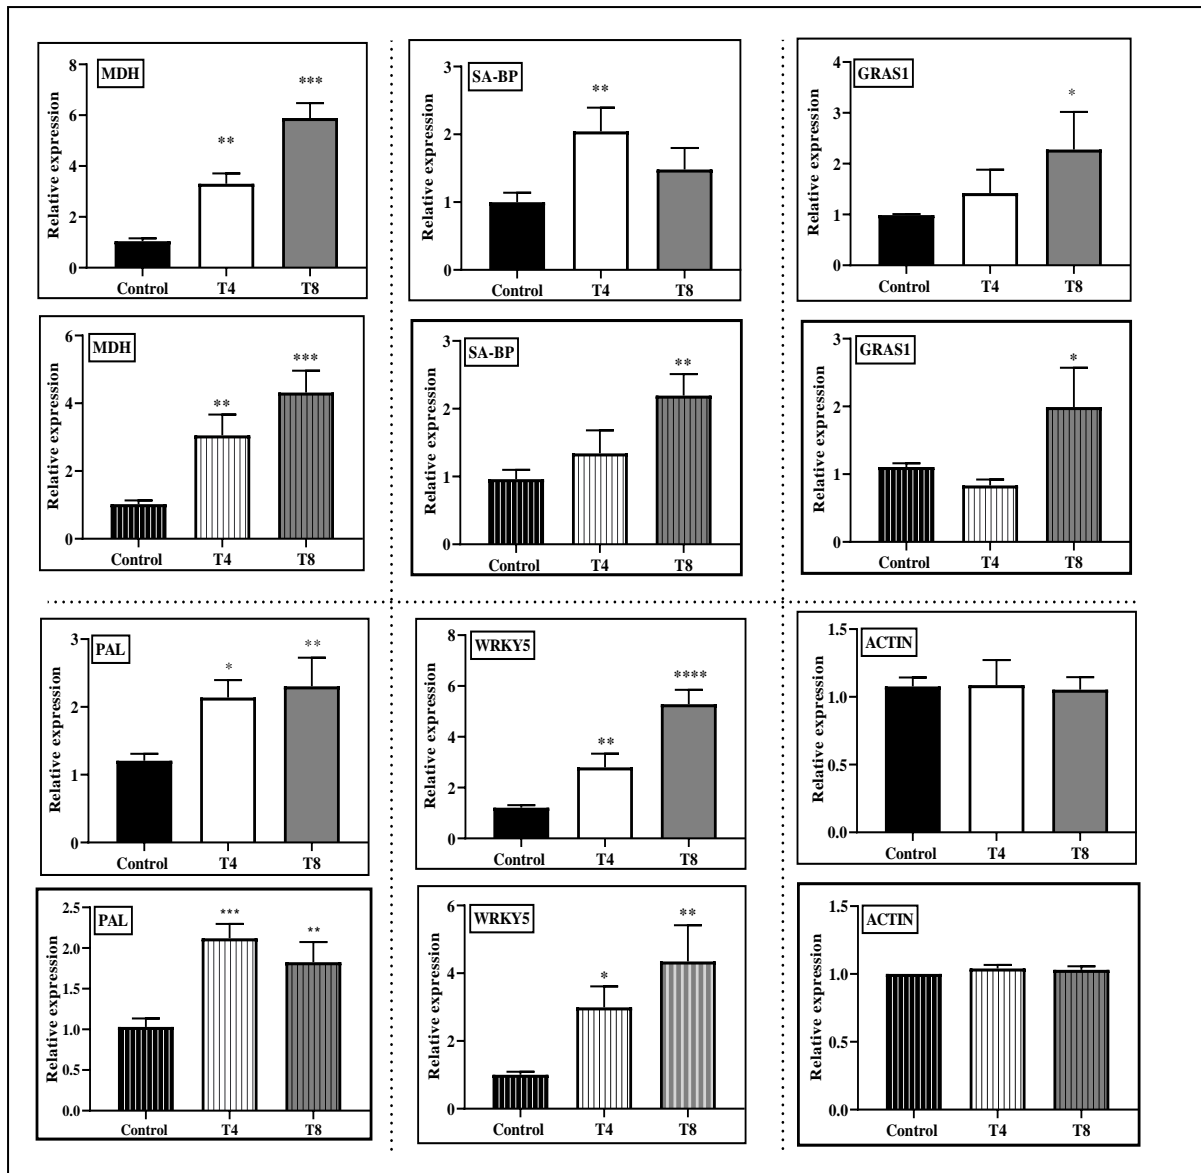 MDH
Relative expression
8
6
4
2
0
**
***
Control T4 T8
SA-BP
Relative expression
3
2
1
0
**
Control T4 T8
GRAS1
Relative expression
4
3
2
1
0
*
Control T4 T8
MDH
Relative expression
6
4
2
0
**
***
Control T4 T8
SA-BP
Relative expression
3
2
1
0
**
Control T4 T8
GRAS1
Relative expression
3
2
1
0
*
Control T4 T8
PAL
Relative expression
3
2
1
0
*
**
Control T4 T8
WRKY5
Relative expression
8
6
4
2
0
**
****
Control T4 T8
ACTIN
Relative expression
1.5
1.0
0.5
0.0
Control T4 T8
PAL
Relative expression
2.5
2.0
1.5
1.0
0.5
0.0
***
**
Control T4 T8
WRKY5
Relative expression
6
4
2
0
*
**
Control T4 T8
ACTIN
Relative expression
1.5
1.0
0.5
0.0
Control T4 T8